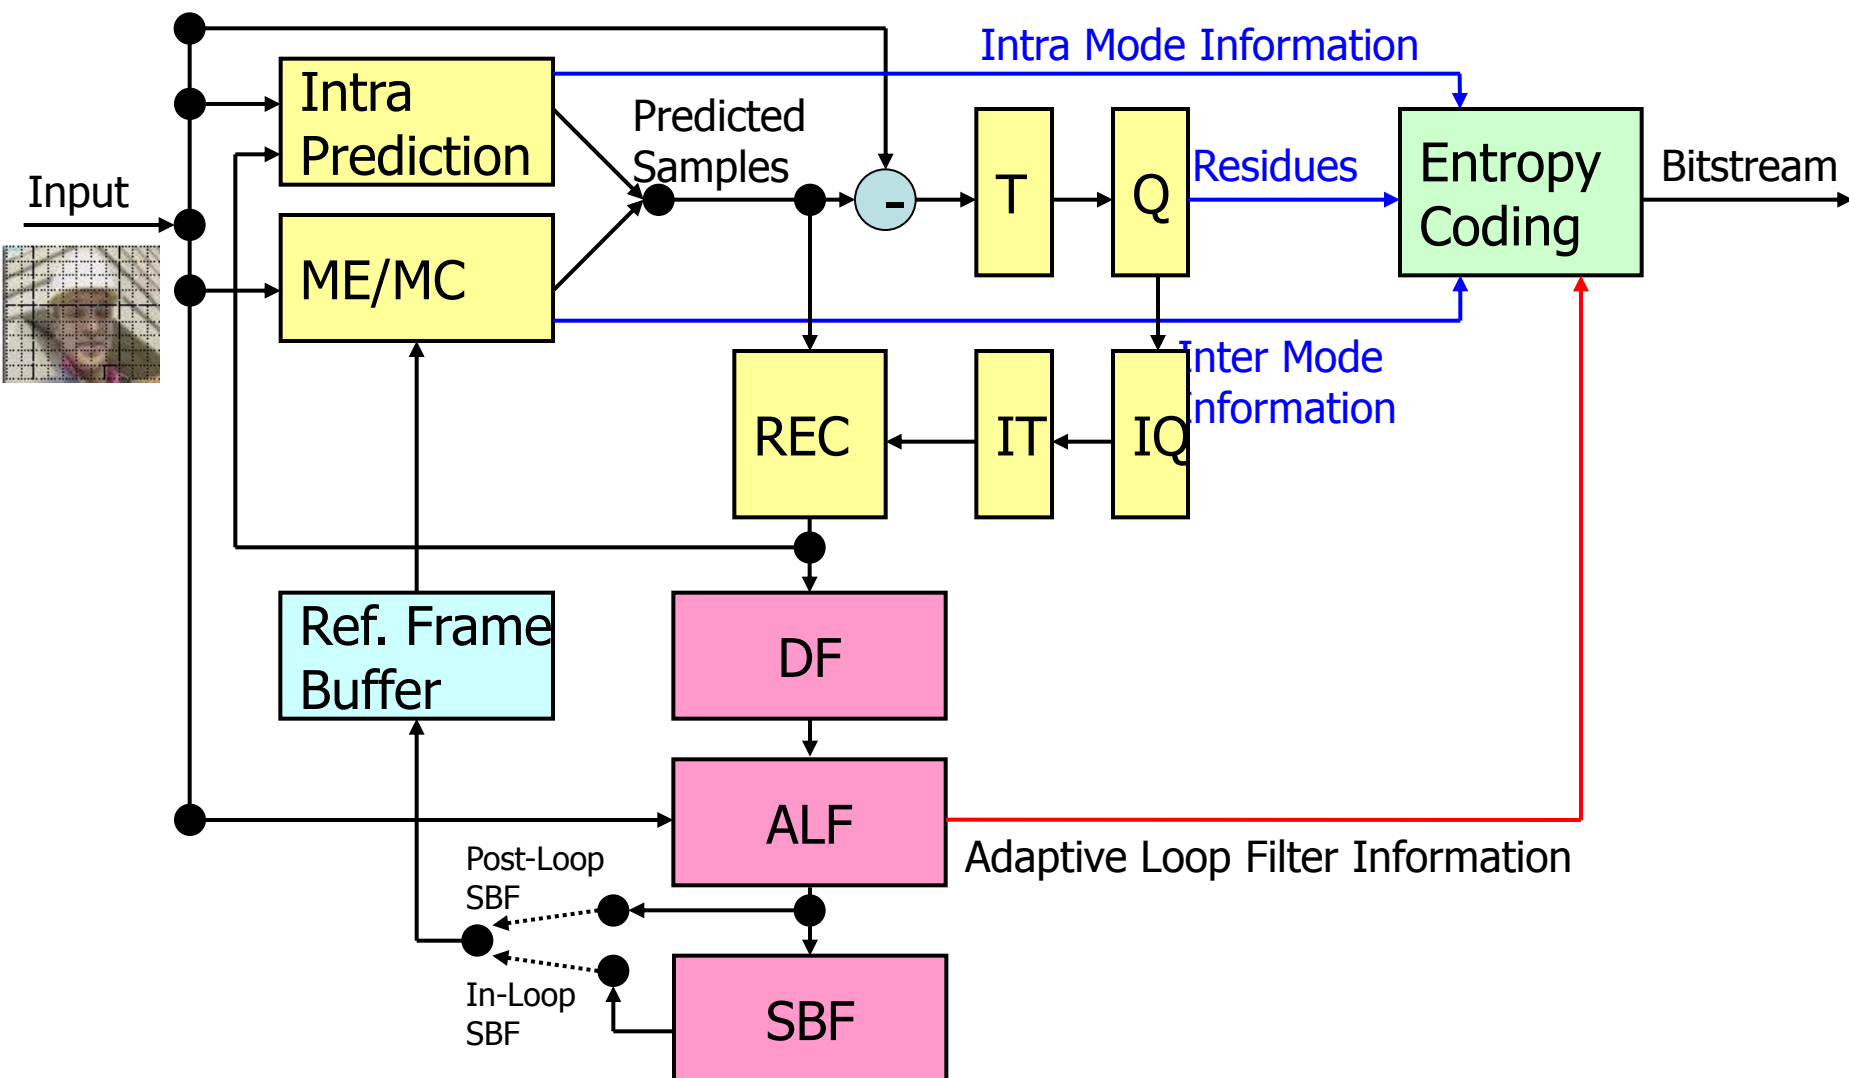 Intra Mode Information
Intra
Prediction
Predicted
Samples
Input
ME/MC
-
T
Q
Residues
Entropy
Coding
Bitstream
Inter Mode
Information
REC
IT
IQ
Ref. Frame
Buffer
DF
ALF
Adaptive Loop Filter Information
Post-Loop
SBF
In-Loop
SBF
SBF